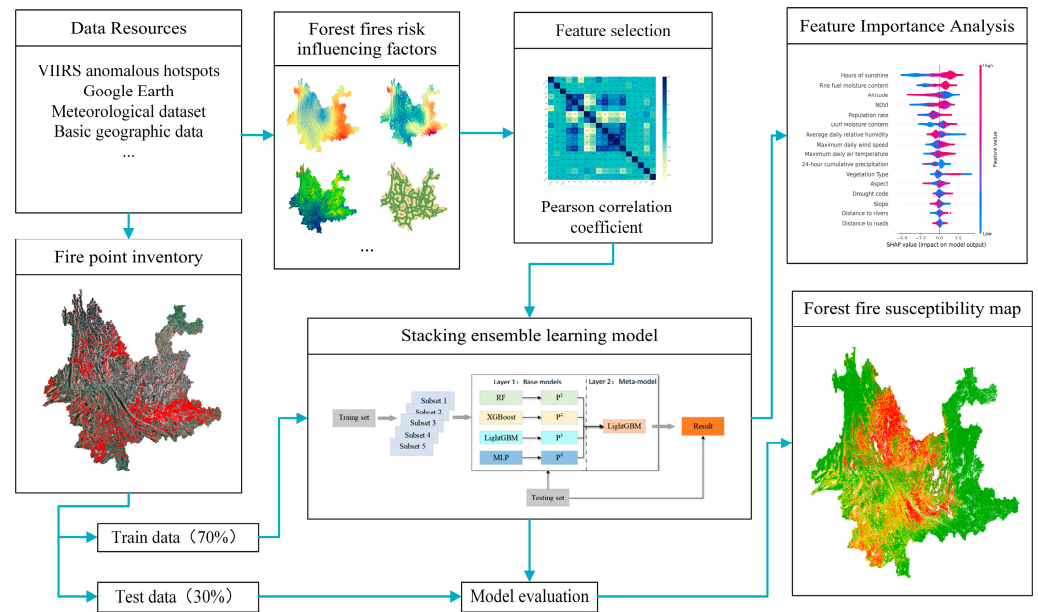 Data Resources
VIIRS anomalous hotspots
Google Earth
Meteorological dataset
Basic geographic data
...
Forest fires risk
influencing factors
...
Feature selection
Pearson correlation
coefficient
Feature Importance Analysis
High
Hours of sunshine
Fine fuel moisture content
Altitude
NDVI
Population rate
Duff moisture content
Average daily relative humidity
Maximum daily wind speed
Maximum daily air temperature
24-hour cumulative precipitation
Vegetation Type
Aspect
Drought code
Slope
Distance to rivers
Distance to roads
Feature value
Low
0.0
SHAP value (impact on model output)
Fire point inventory
Stacking ensemble learning model
Layer 1: Base models
Layer 2: Meta-model
Traing set
Subset 1
Subset 2
Subset 3
Subset 4
Subset 5
RF
P1
XGBoost
P2
LightGBM
P3
MLP
P4
LightGBM
Result
Testing set
Forest fire susceptibility map
Train data（70%）
Test data（30%）
Model evaluation